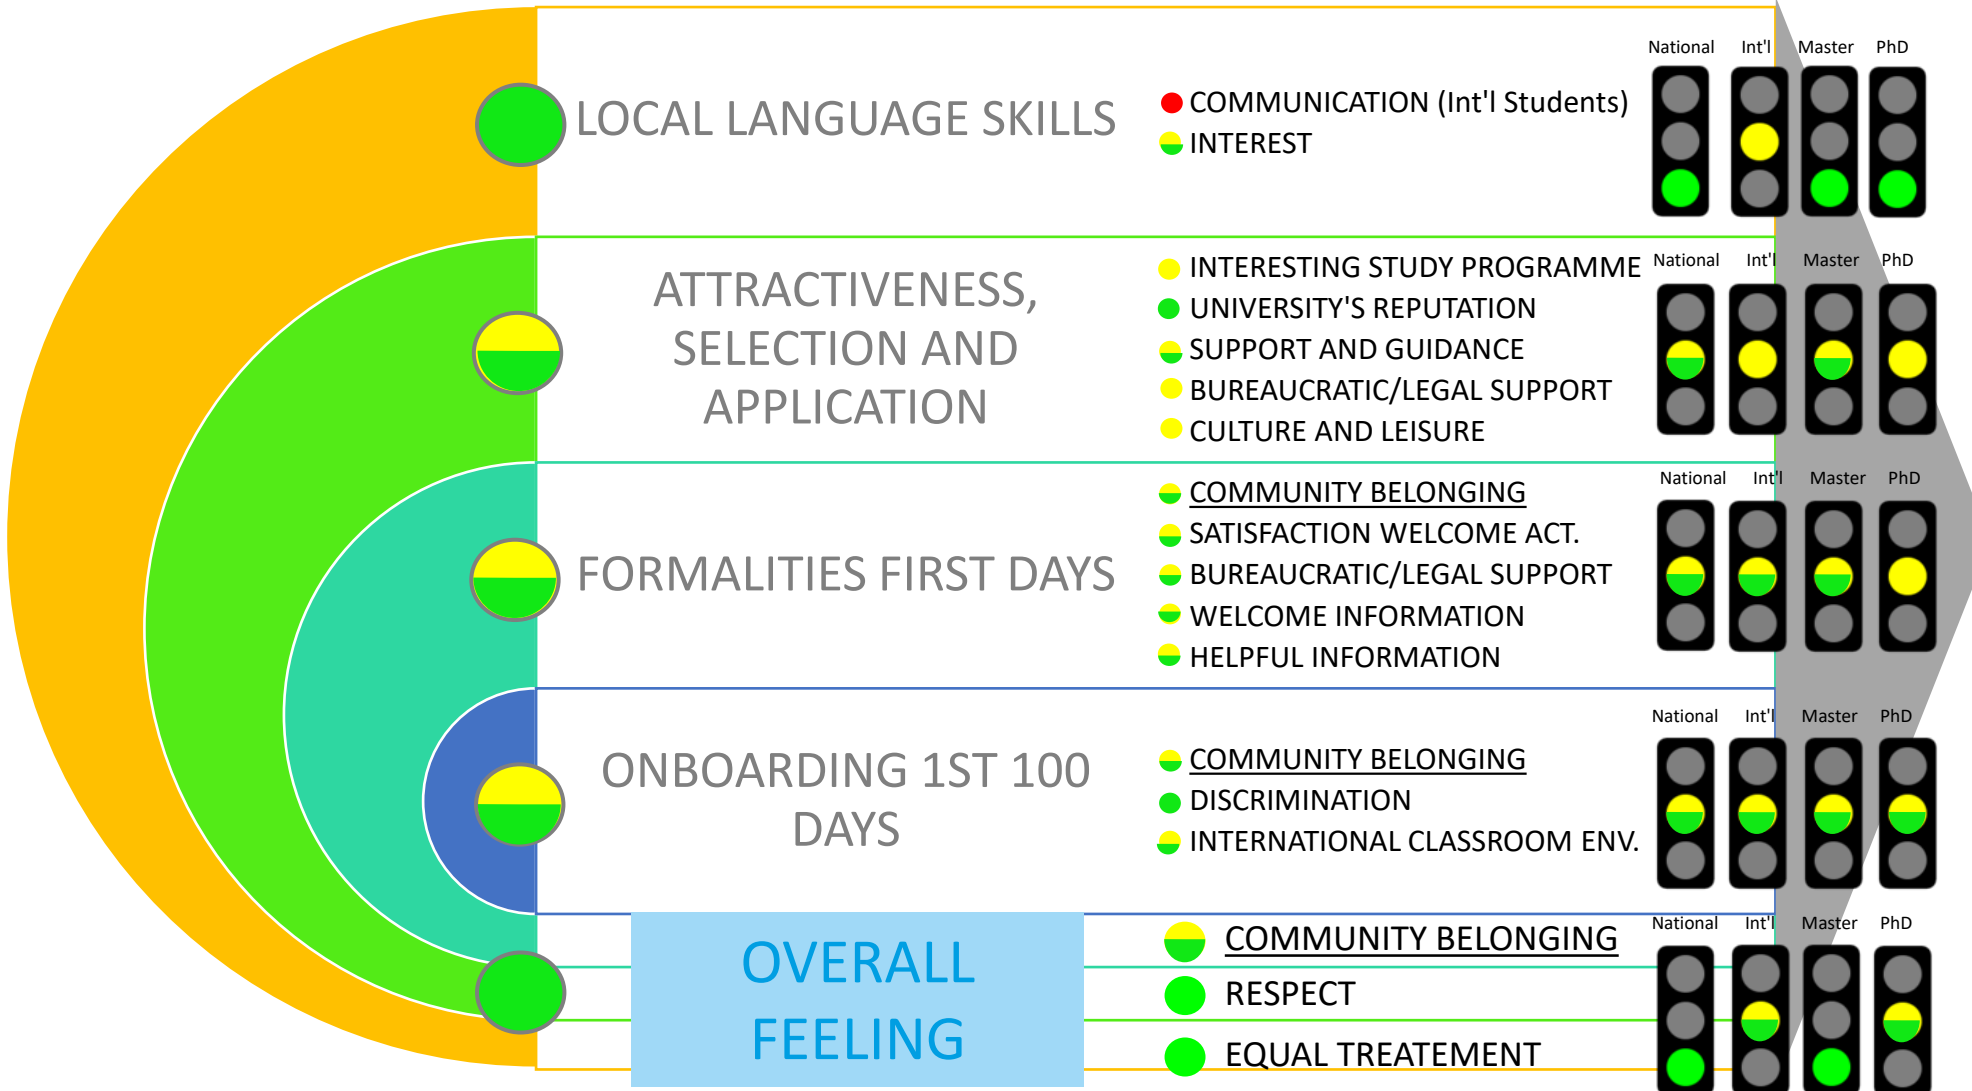 National Int'l Master PhD
LOCAL LANGUAGE SKILLS
COMMUNICATION (Int'l Students)
INTEREST
National Int'l Master PhD
ATTRACTIVENESS,
SELECTION AND
APPLICATION
INTERESTING STUDY PROGRAMME
UNIVERSITY'S REPUTATION
SUPPORT AND GUIDANCE
BUREAUCRATIC/LEGAL SUPPORT
CULTURE AND LEISURE
National Int'l Master PhD
FORMALITIES FIRST DAYS
COMMUNITY BELONGING
SATISFACTION WELCOME ACT.
BUREAUCRATIC/LEGAL SUPPORT
WELCOME INFORMATION
HELPFUL INFORMATION
National Int'l Master PhD
ONBOARDING 1ST 100
DAYS
COMMUNITY BELONGING
DISCRIMINATION
INTERNATIONAL CLASSROOM ENV.
National Int'l Master PhD
OVERALL
FEELING
COMMUNITY BELONGING
RESPECT
EQUAL TREATEMENT